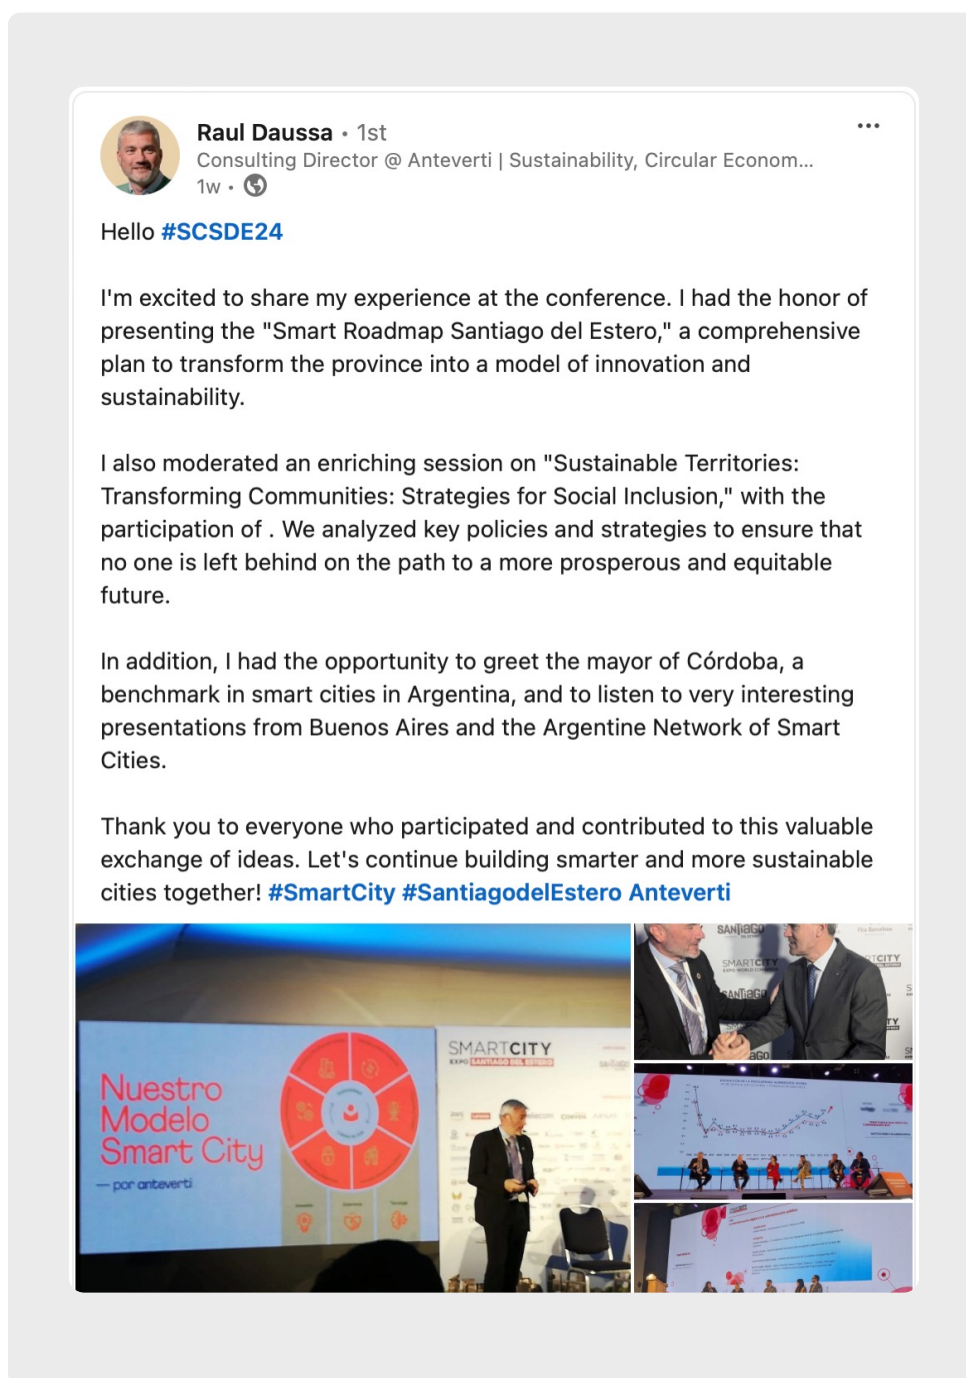 Raul Daussa • 1st
Consulting Director @ Anteverti | Sustainability, Circular Econom...
1w •
Hello #SCSDE24
I'm excited to share my experience at the conference. I had the honor of
presenting the "Smart Roadmap Santiago del Estero," a comprehensive
plan to transform the province into a model of innovation and
sustainability.
I also moderated an enriching session on "Sustainable Territories:
Transforming Communities: Strategies for Social Inclusion," with the
participation of . We analyzed key policies and strategies to ensure that
no one is left behind on the path to a more prosperous and equitable
future.
In addition, I had the opportunity to greet the mayor of Córdoba, a
benchmark in smart cities in Argentina, and to listen to very interesting
presentations from Buenos Aires and the Argentine Network of Smart
Cities.
Thank you to everyone who participated and contributed to this valuable
exchange of ideas. Let's continue building smarter and more sustainable
cities together! #SmartCity #SantiagodelEstero Anteverti
Nuestro
Modelo
Smart City
— por anteverti
SMARTCITY
EXPO SANTIAGO DEL ESTERO
SANTIAGO
SMARTCITY
SANTIAGO